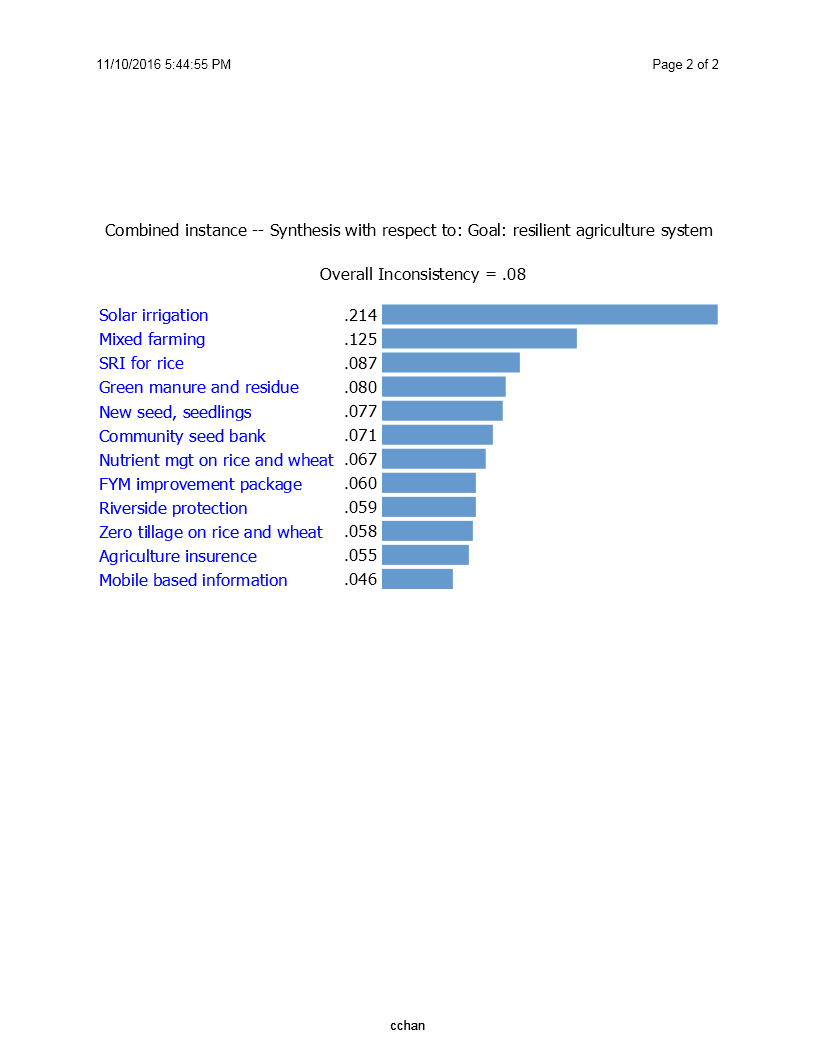 11/10/2016 5:44:55 PM Page 2 of 2
Combined instance -- Synthesis with respect to: Goal: resilient agriculture system
Overall Inconsistency = .08
Solar irrigation .214
Mixed farming .125
SRI for rice .087
Green manure and residue .080
New seed, seedlings .077
Community seed bank .071
Nutrient mgt on rice and wheat .067
FYM improvement package .060
Riverside protection .059
Zero tillage on rice and wheat .058
Agriculture insurence .055
Mobile based information .046
cchan